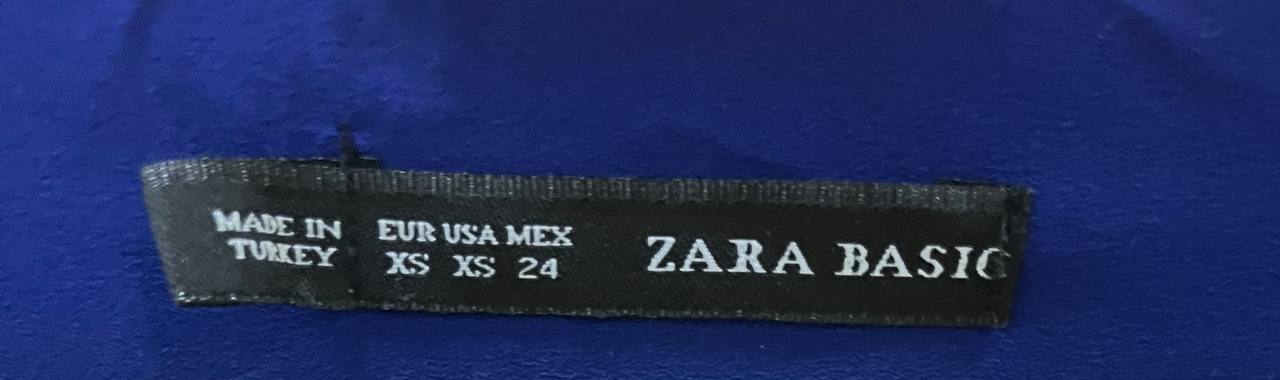 MADE IN
TURKEY
EUR USA MEX
XS XS 24
ZARA BASIC